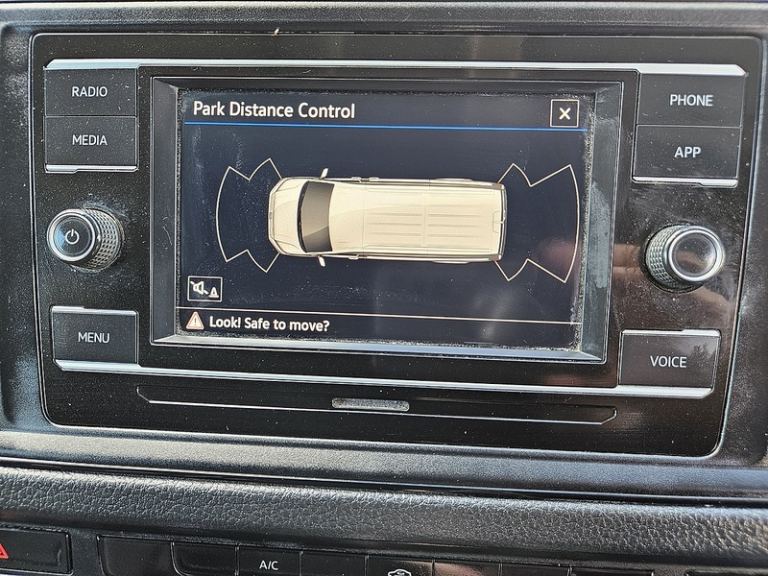 RADIO
MEDIA
Park Distance Control
X
PHONE
APP
Look! Safe to move?
MENU
VOICE
A/C